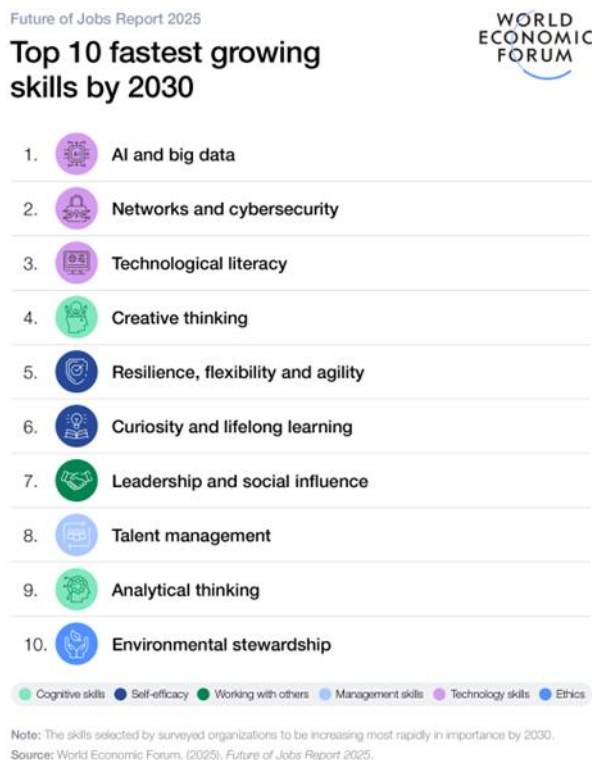 Future of Jobs Report 2025
WORLD
ECONOMIC
FORUM
Top 10 fastest growing
skills by 2030
1. AI and big data
2. Networks and cybersecurity
3. Technological literacy
4. Creative thinking
5. Resilience, flexibility and agility
6. Curiosity and lifelong learning
7. Leadership and social influence
8. Talent management
9. Analytical thinking
10. Environmental stewardship
Cognitive skills Self-efficacy Working with others Management skills Technology skills Ethics
Note: The skills selected by surveyed organizations to be increasing most rapidly in importance by 2030.
Source: World Economic Forum. (2025). Future of Jobs Report 2025.